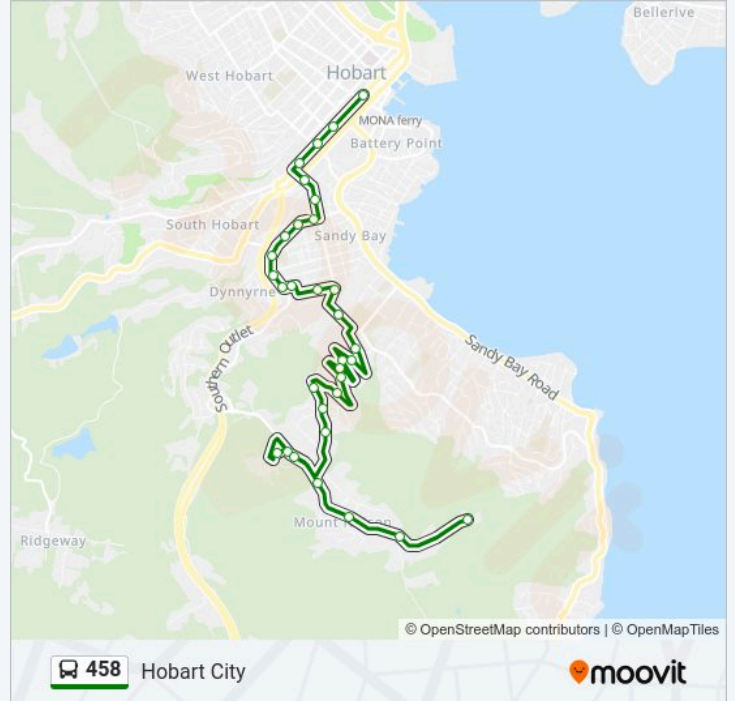 Bellerive
West Hobart
Hobart
MONA ferry
Battery Point
South Hobart
Sandy Bay
Dynnyrne
Southern Outlet
Sandy Bay Road
Mount
Ridgeway
© OpenStreetMap contributors | © OpenMapTiles
458 Hobart City
moovit